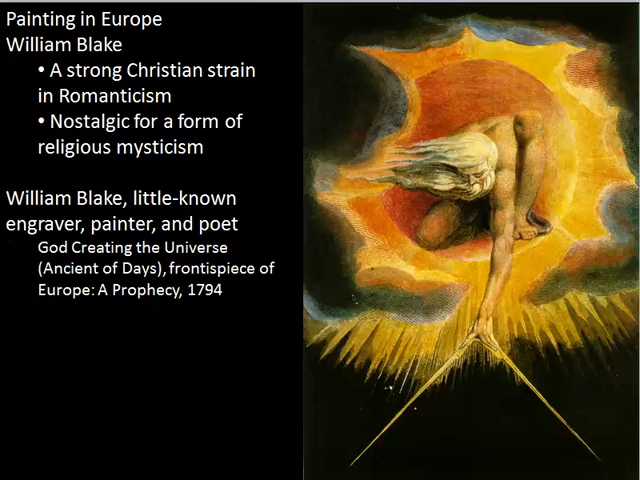 Painting in Europe
William Blake
• A strong Christian strain
in Romanticism
• Nostalgic for a form of
religious mysticism
William Blake, little-known
engraver, painter, and poet
God Creating the Universe
(Ancient of Days), frontispiece of
Europe: A Prophecy, 1794